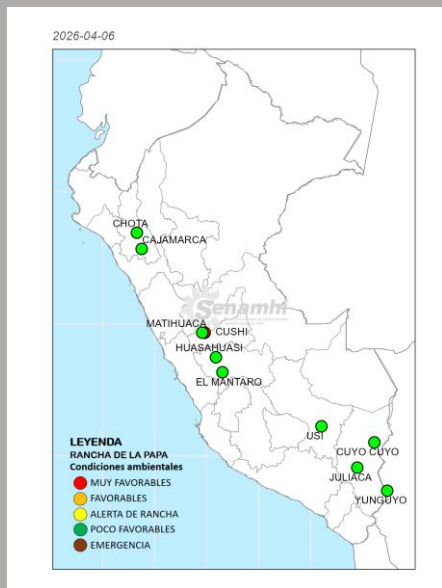 2026-04-06
CHOTA
CAJAMARCA
Senamhi
MATIHUACA
CUSHI
HUASAHUASI
EL MANTARO
USI
CUYO CUYO
JULIACA
YUNGUYO
LEYENDA
RANCHA DE LA PAPA
Condiciones ambientales
MUY FAVORABLES
FAVORABLES
ALERTA DE RANCHA
POCO FAVORABLES
EMERGENCIA